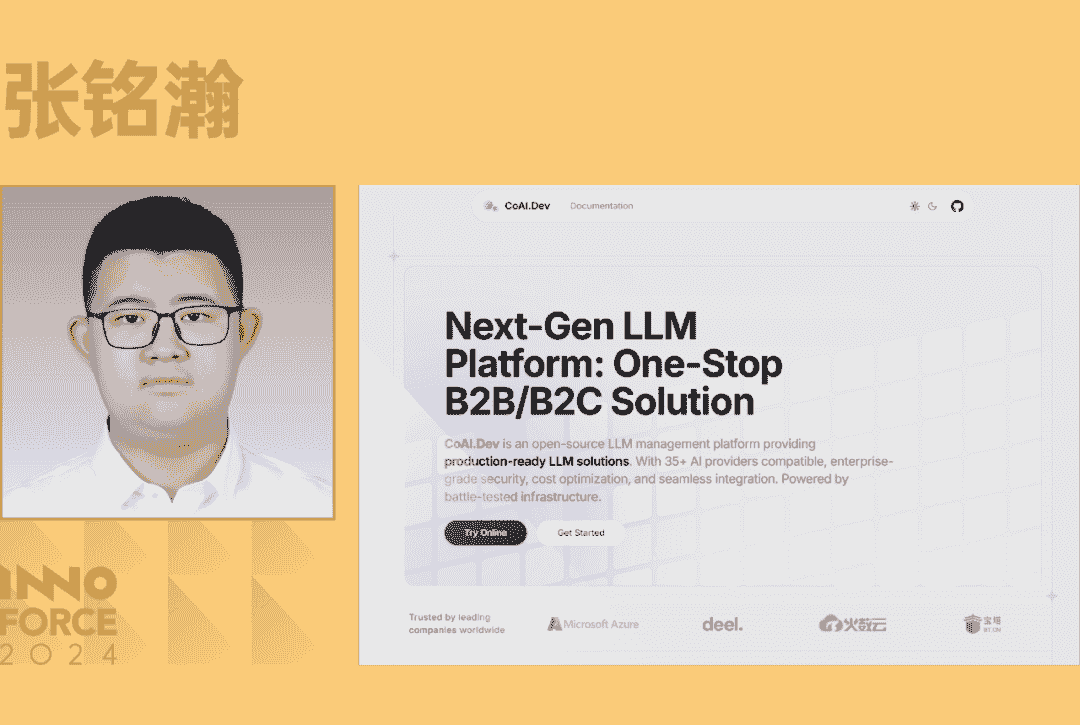 张铭瀚
INNO
FORCE
2024
CoAI.Dev
Documentation
Next-Gen LLM
Platform: One-Stop
B2B/B2C Solution
CoAI.Dev is an open-source LLM management platform providing
production-ready LLM solutions. With 35+ AI providers compatible, enterprise-
grade security, cost optimization, and seamless integration. Powered by
battle-tested infrastructure.
Try Online
Get Started
Trusted by leading
companies worldwide
Microsoft Azure
deel.
火数云
宝塔
BT.CN